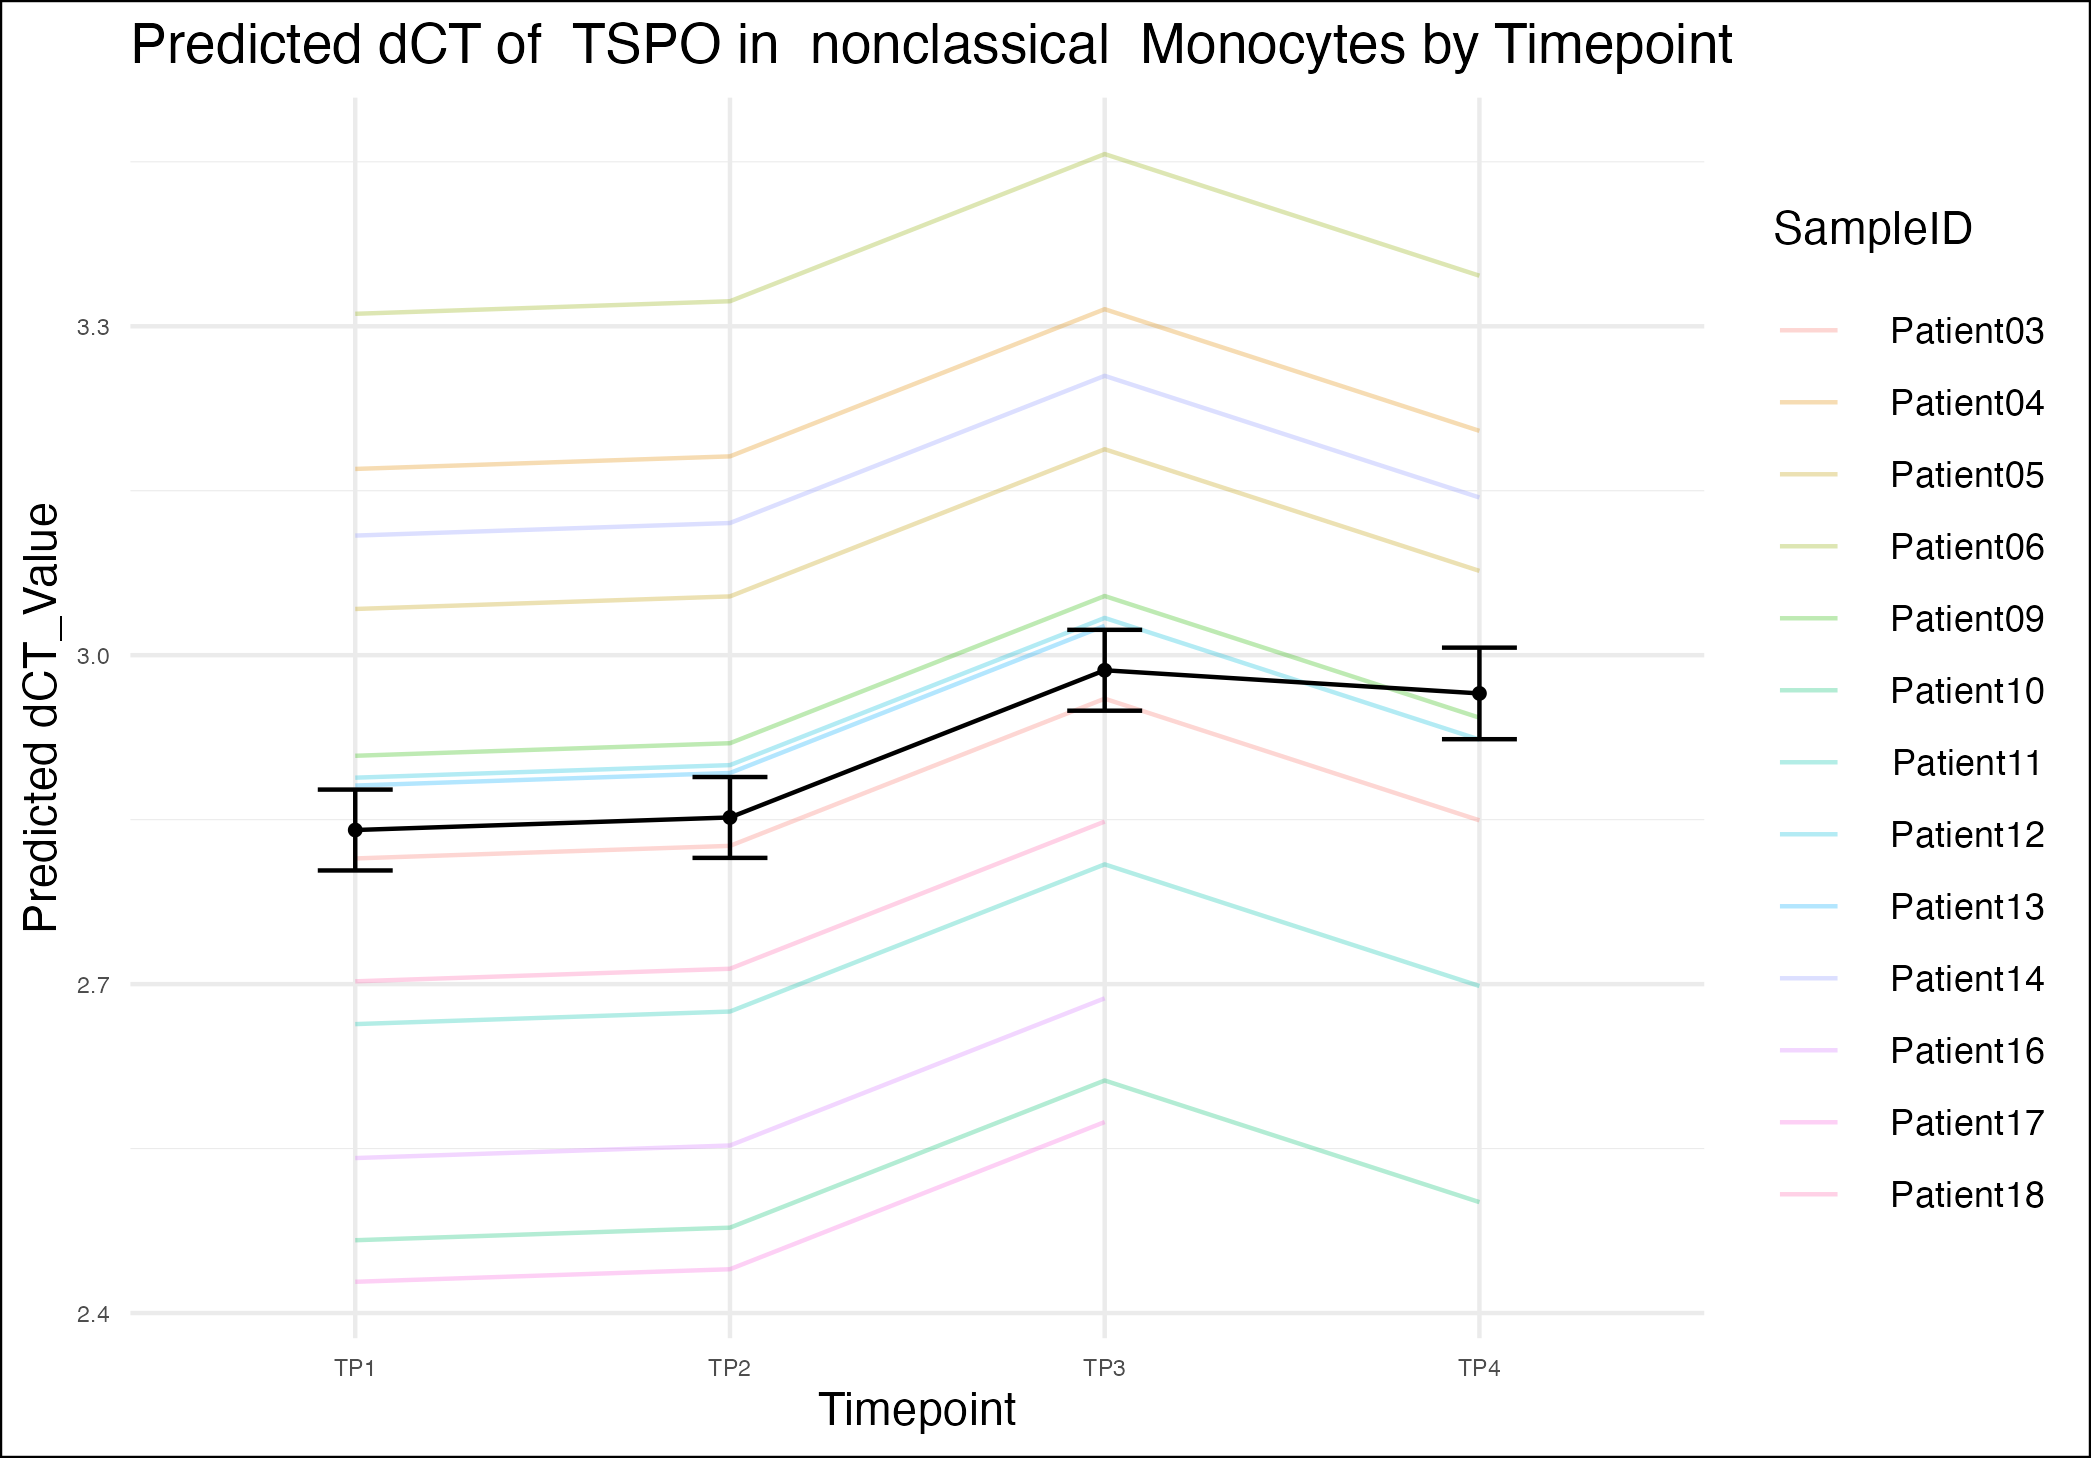 Predicted dCT of  TSPO in  nonclassical  Monocytes by Timepoint
Predicted dCT_Value
3.3
3.0
2.7
2.4
TP1
TP2
TP3
TP4
Timepoint
SampleID
Patient03
Patient04
Patient05
Patient06
Patient09
Patient10
Patient11
Patient12
Patient13
Patient14
Patient16
Patient17
Patient18